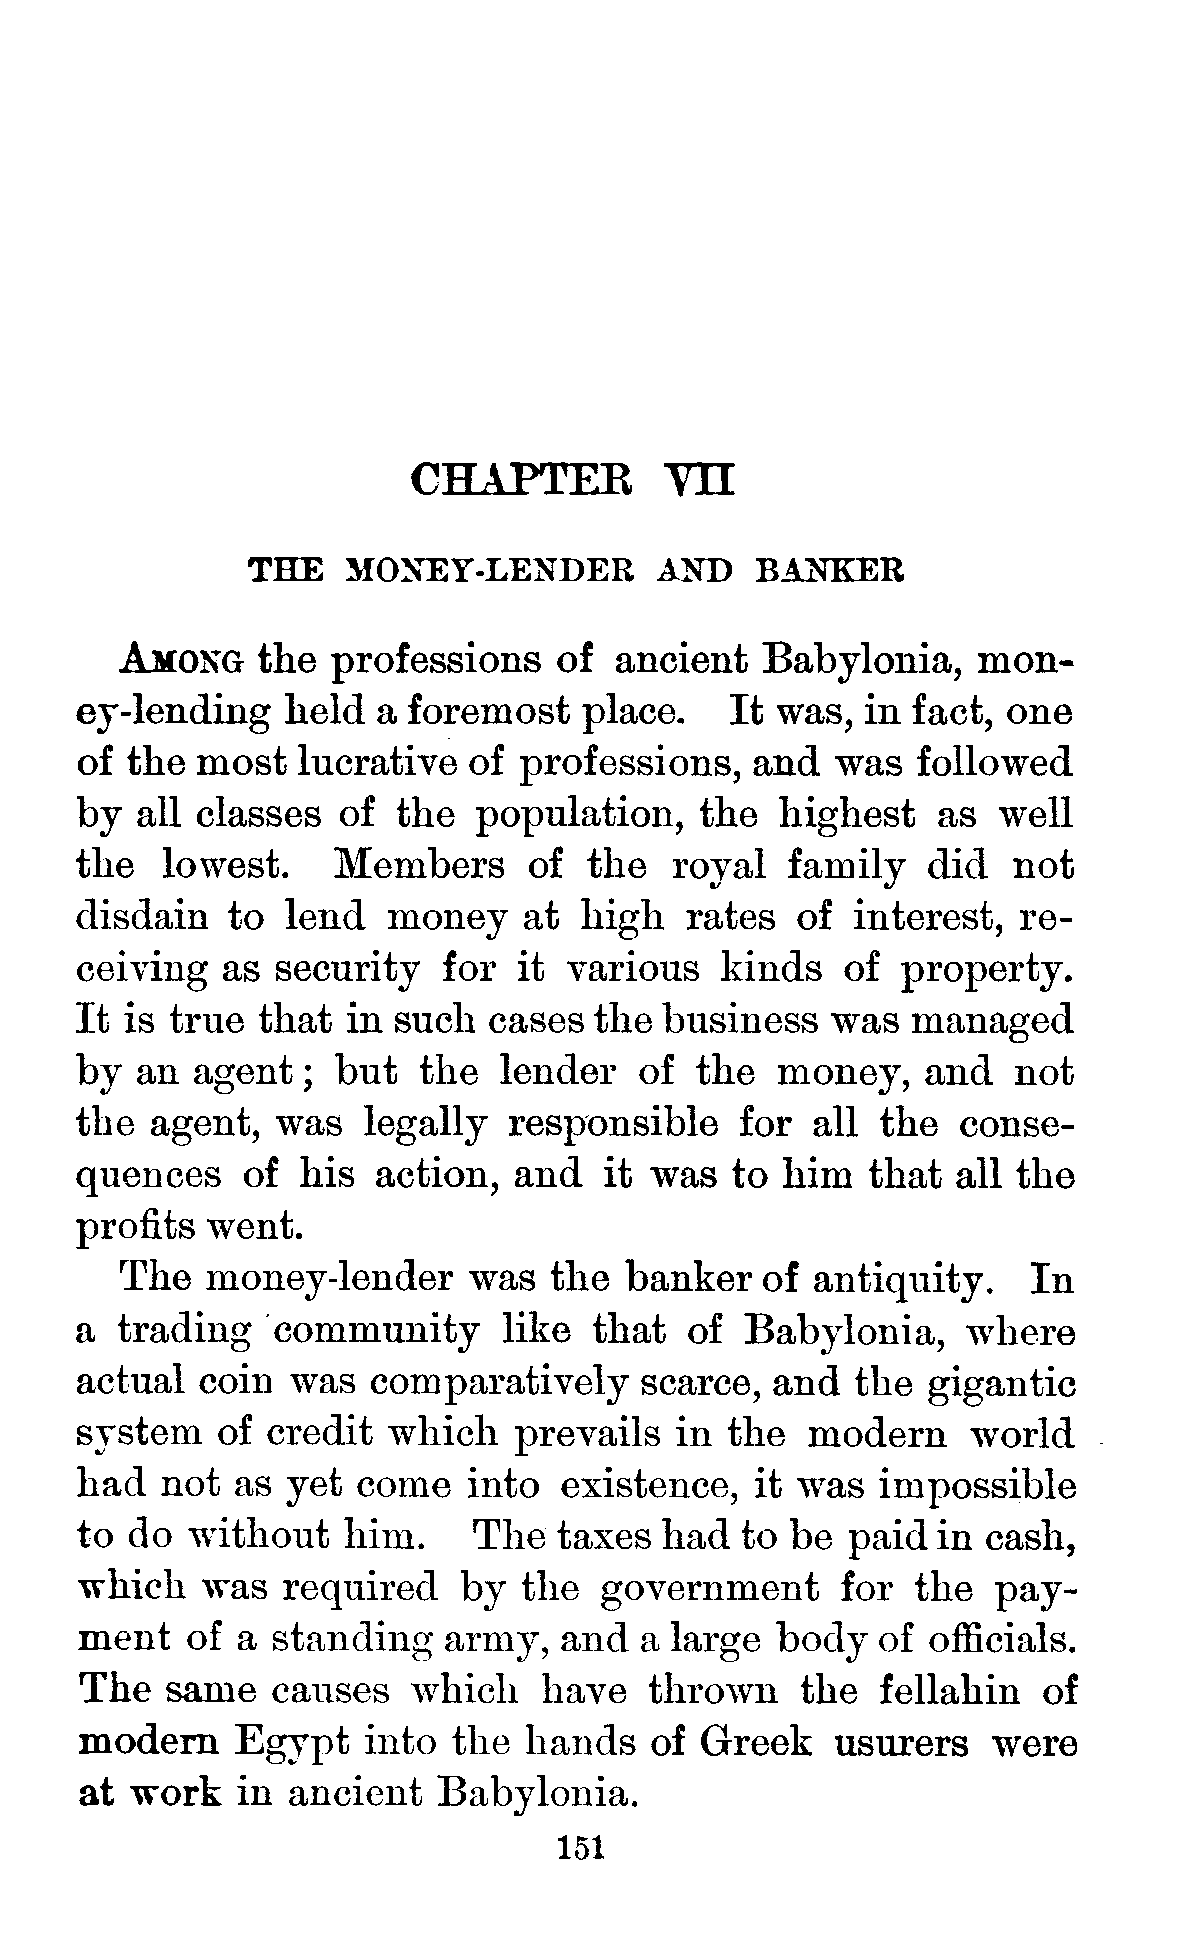 CHAPTER VII
THE MONEY-LENDER AND BANKER
AMONG the professions of ancient Babylonia, mon-
ey-lending held a foremost place. It was, in fact, one
of the most lucrative of professions, and was followed
by all classes of the population, the highest as well
the lowest. Members of the royal family did not
disdain to lend money at high rates of interest, re-
ceiving as security for it various kinds of property.
It is true that in such cases the business was managed
by an agent; but the lender of the money, and not
the agent, was legally responsible for all the conse-
quences of his action, and it was to him that all the
profits went.
The money-lender was the banker of antiquity. In
a trading community like that of Babylonia, where
actual coin was comparatively scarce, and the gigantic
system of credit which prevails in the modern world
had not as yet come into existence, it was impossible
to do without him. The taxes had to be paid in cash,
which was required by the government for the pay-
ment of a standing army, and a large body of officials.
The same causes which have thrown the fellahin of
modern Egypt into the hands of Greek usurers were
at work in ancient Babylonia.
151